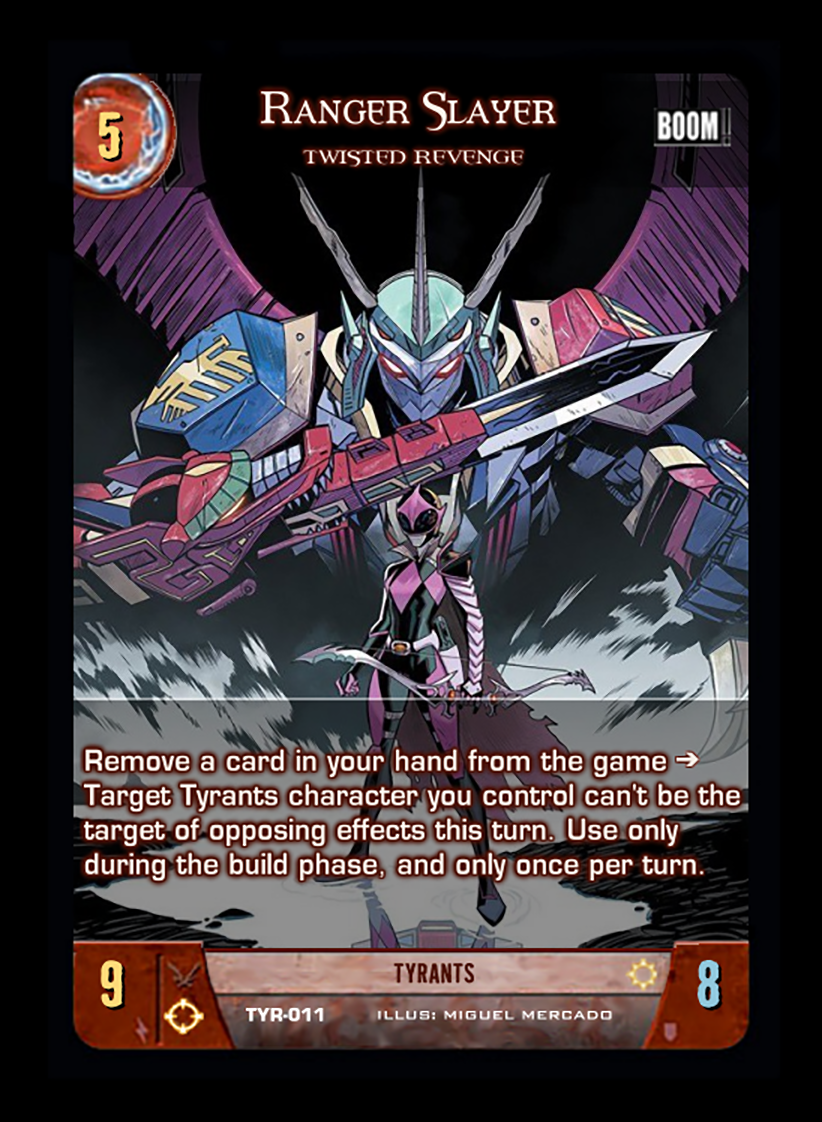 5
RANGER SLAYER
BOOM!
TWISTED REVENGE
Remove a card in your hand from the game →
Target Tyrants character you control can't be the
target of opposing effects this turn. Use only
during the build phase, and only once per turn.
9
TYRANTS
8
TYR-011 ILLUS: MIGUEL MERCADO